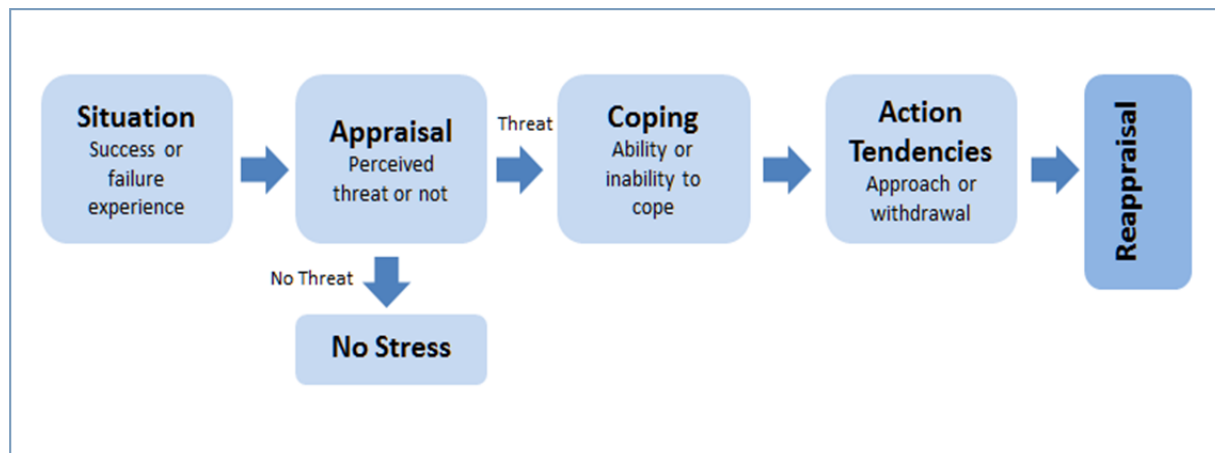 Situation
Success or
failure
experience
Appraisal
Perceived
threat or not
Threat
Coping
Ability or
inability to
cope
Action
Tendencies
Approach or
withdrawal
Reappraisal
No Threat
No Stress